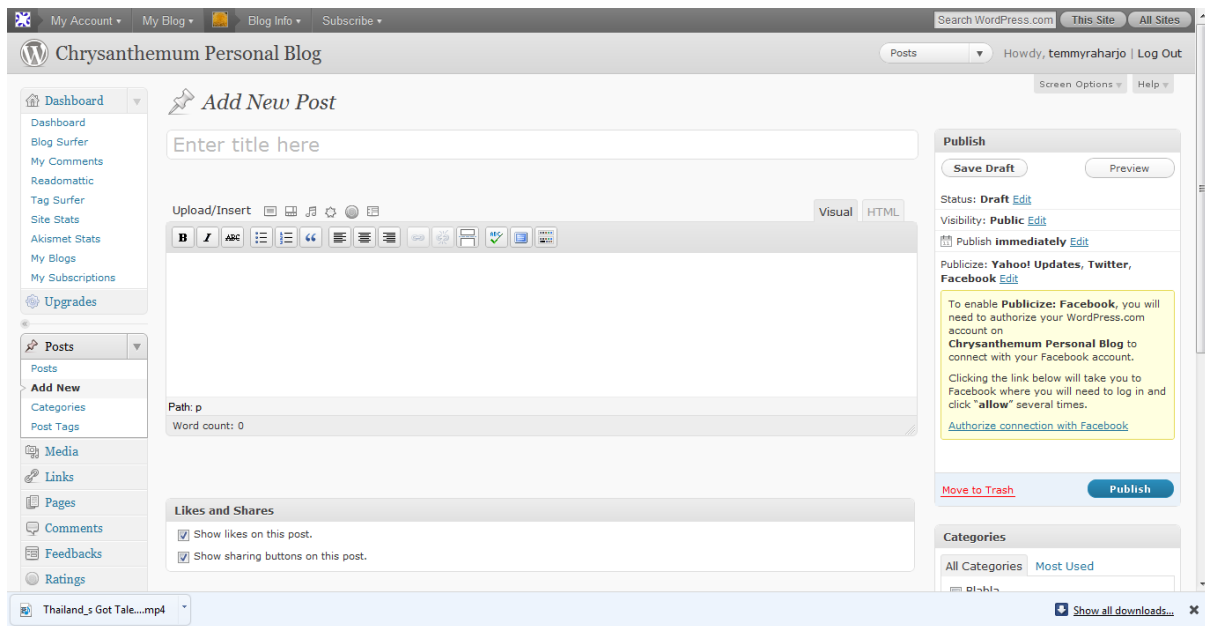 My Account My Blog Blog Info Subscribe Search WordPress.com This Site All Sites
Chrysanthemum Personal Blog Posts Howdy, temmyraharjo | Log Out
Screen Options Help
Dashboard
Dashboard
Blog Surfer
My Comments
Readomattic
Tag Surfer
Site Stats
Akismet Stats
My Blogs
My Subscriptions
Upgrades
Posts
Posts
Add New
Categories
Post Tags
Media
Links
Pages
Comments
Feedbacks
Ratings
Add New Post
Enter title here
Upload/Insert Visual HTML
B I ABC
Path: p
Word count: 0
Likes and Shares
Show likes on this post.
Show sharing buttons on this post.
Publish
Save Draft Preview
Status: Draft Edit
Visibility: Public Edit
Publish immediately Edit
Publicize: Yahoo! Updates, Twitter,
Facebook Edit
To enable Publicize: Facebook, you will
need to authorize your WordPress.com
account on
Chrysanthemum Personal Blog to
connect with your Facebook account.
Clicking the link below will take you to
Facebook where you will need to log in and
click “allow” several times.
Authorize connection with Facebook
Move to Trash Publish
Categories
All Categories Most Used
Blabla
Thailand_s Got Tale....mp4 Show all downloads...